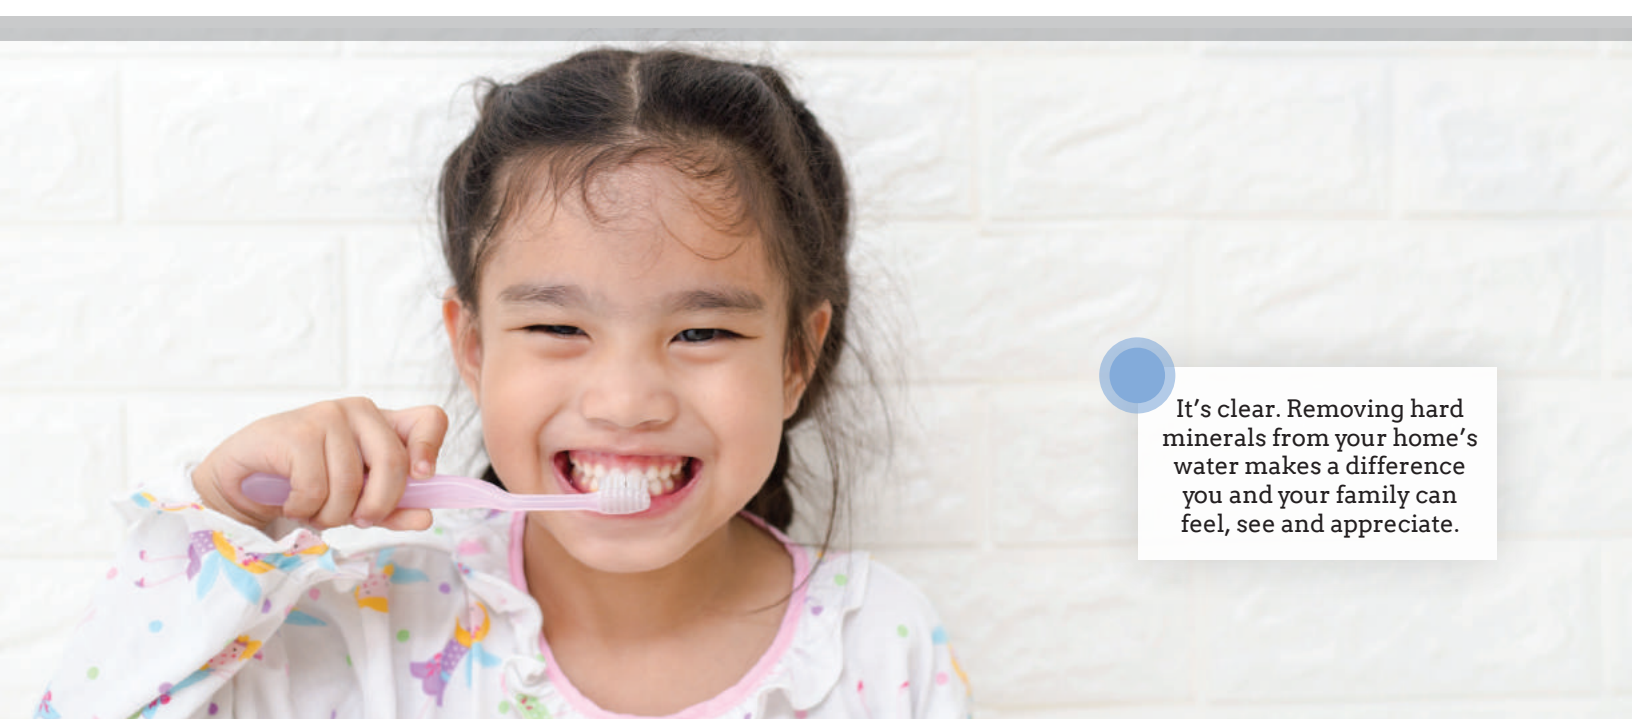 It’s clear. Removing hard
minerals from your home’s
water makes a difference
you and your family can
feel, see and appreciate.